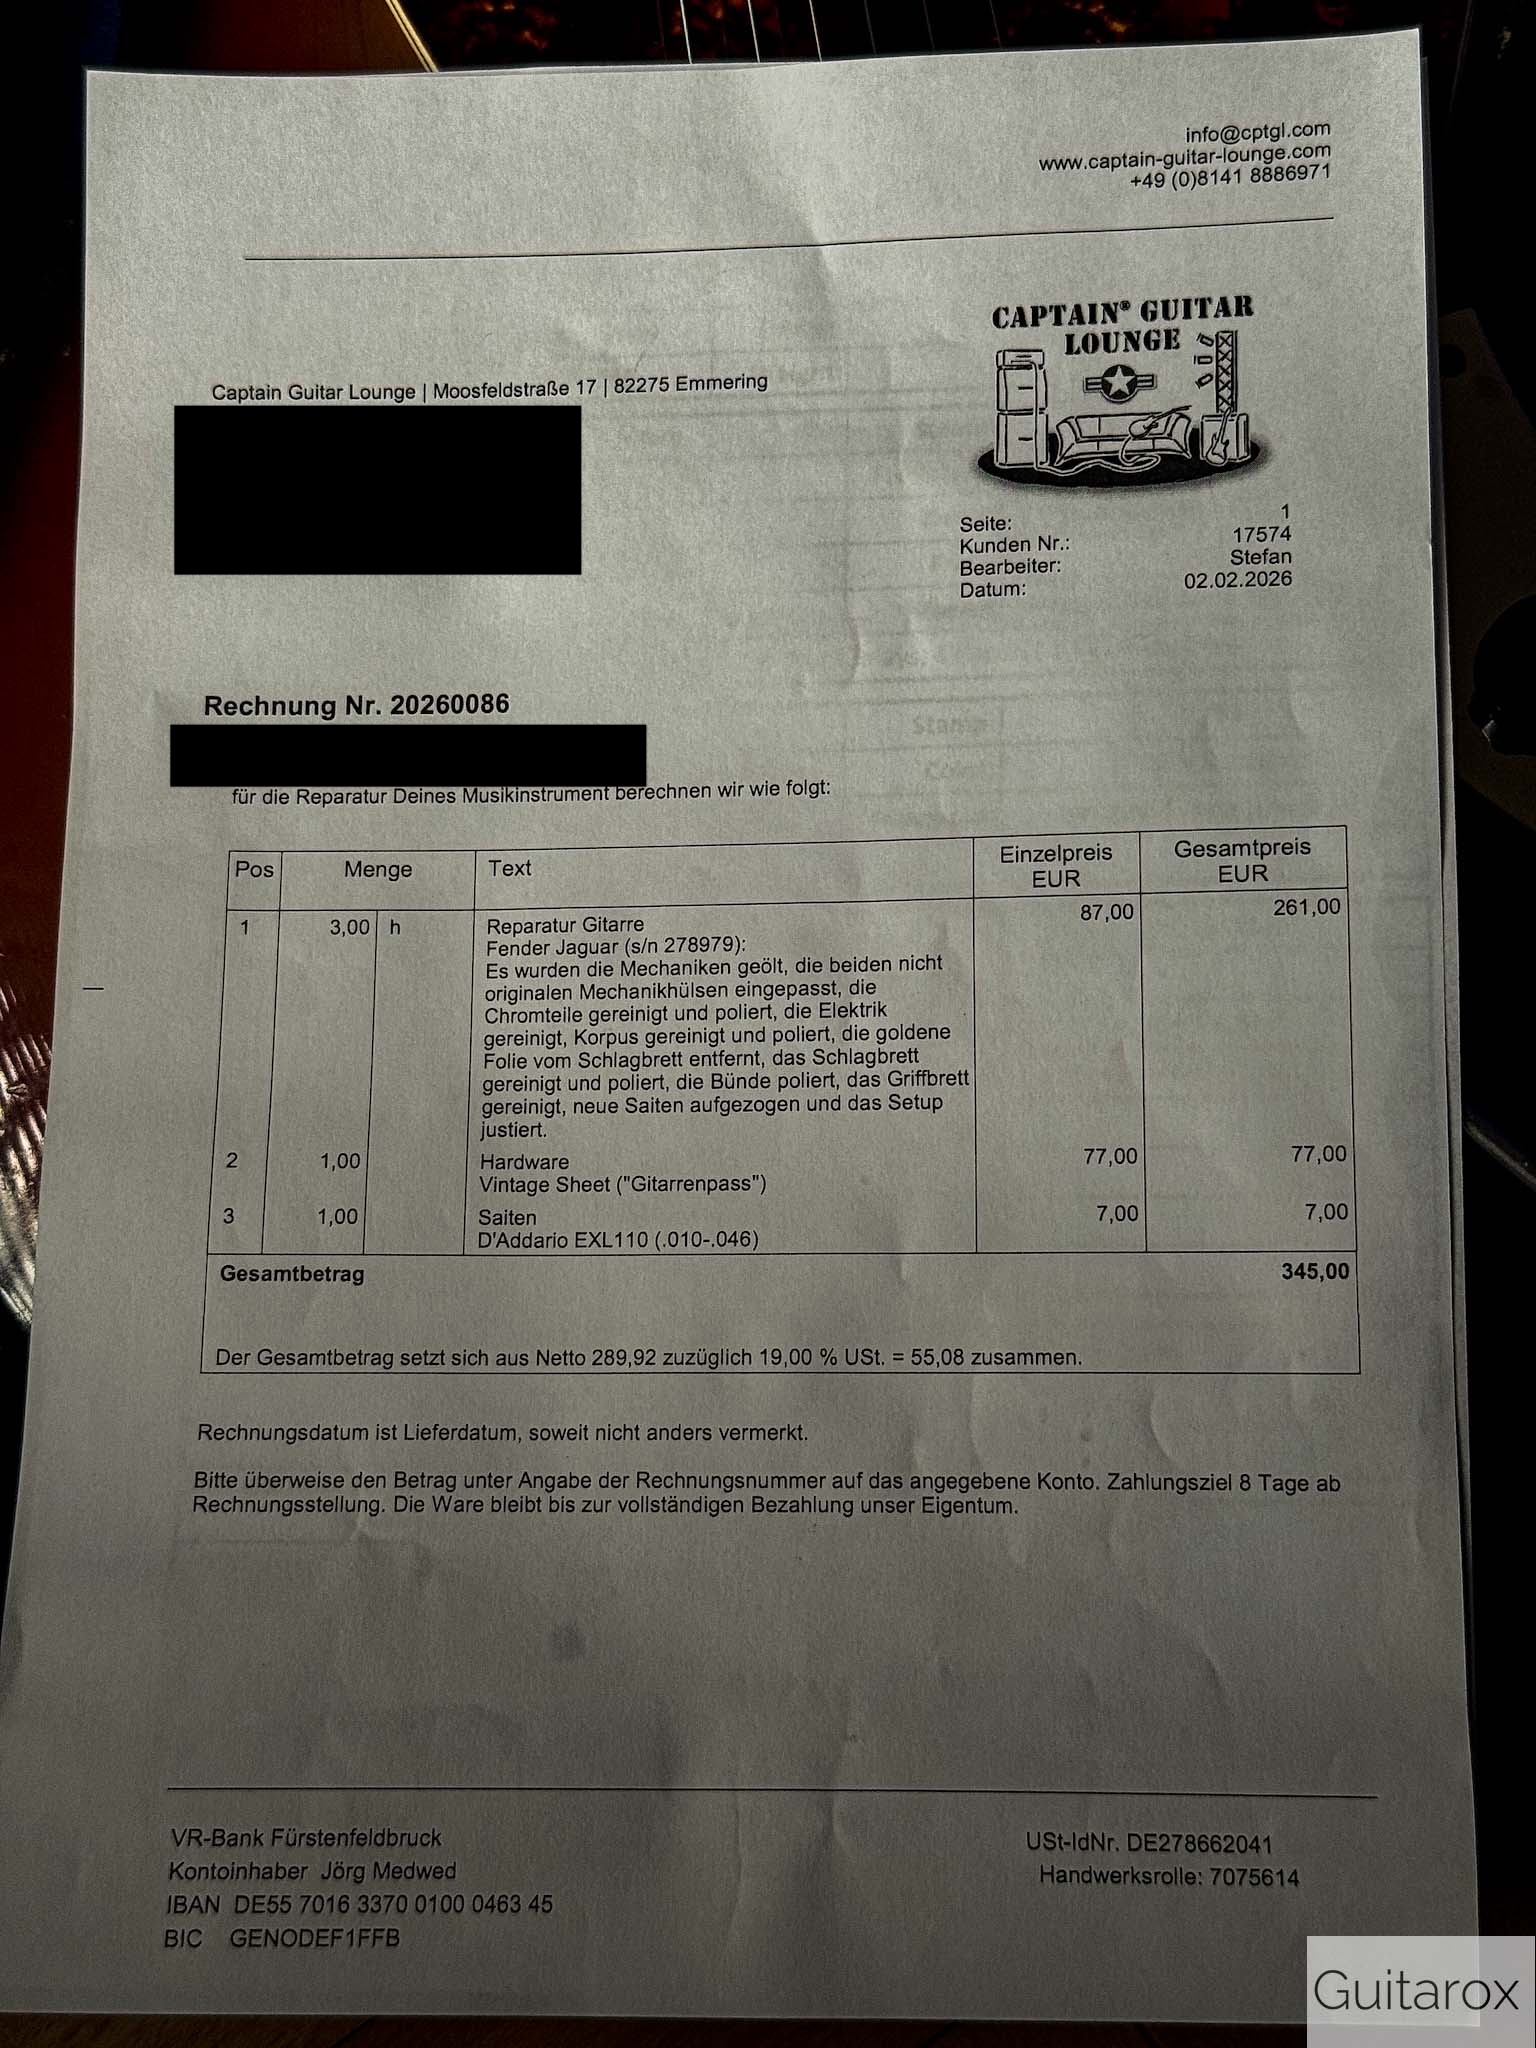 info@cptgl.com
www.captain-guitar-lounge.com
+49 (0)8141 8886971
CAPTAIN® GUITAR
LOUNGE
Captain Guitar Lounge | Moosfeldstraße 17 | 82275 Emmering
Seite: 1
Kunden Nr.: 17574
Bearbeiter: Stefan
Datum: 02.02.2026
Rechnung Nr. 20260086
für die Reparatur Deines Musikinstrument berechnen wir wie folgt:
Pos Menge Text Einzelpreis EUR Gesamtpreis EUR
1 3,00 h Reparatur Gitarre 87,00 261,00
Fender Jaguar (s/n 278979):
Es wurden die Mechaniken geölt, die beiden nicht
originalen Mechanikhülsen eingepasst, die
Chromteile gereinigt und poliert, die Elektrik
gereinigt, Korpus gereinigt und poliert, die goldene
Folie vom Schlagbrett entfernt, das Schlagbrett
gereinigt und poliert, die Bünde poliert, das Griffbrett
gereinigt, neue Saiten aufgezogen und das Setup
justiert.
2 1,00 Hardware 77,00 77,00
Vintage Sheet ("Gitarrenpass")
3 1,00 Saiten 7,00 7,00
D'Addario EXL110 (.010-.046)
Gesamtbetrag 345,00
Der Gesamtbetrag setzt sich aus Netto 289,92 zuzüglich 19,00 % USt. = 55,08 zusammen.
Rechnungsdatum ist Lieferdatum, soweit nicht anders vermerkt.
Bitte überweise den Betrag unter Angabe der Rechnungsnummer auf das angegebene Konto. Zahlungsziel 8 Tage ab
Rechnungsstellung. Die Ware bleibt bis zur vollständigen Bezahlung unser Eigentum.
VR-Bank Fürstenfeldbruck
Kontoinhaber Jörg Medwed
IBAN DE55 7016 3370 0100 0463 45
BIC GENODEF1FFB
USt-IdNr. DE278662041
Handwerksrolle: 7075614
Guitarox